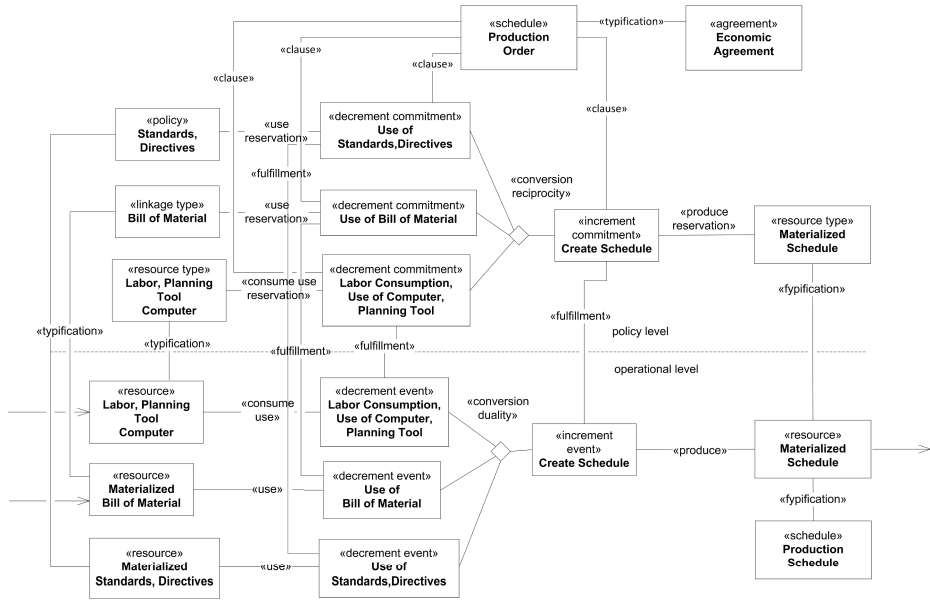 «schedule»
Production
Order
«typification»
«agreement»
Economic
Agreement
«clause»
«clause»
«clause»
«clause»
«policy»
Standards,
Directives
«use
reservation»
«decrement commitment»
Use of
Standards,Directives
«fulfillment»
«conversion
reciprocity»
«linkage type»
Bill of Material
«use
reservation»
«decrement commitment»
Use of Bill of Material
«increment
commitment»
Create Schedule
«produce
reservation»
«resource type»
Materialized
Schedule
«resource type»
Labor, Planning
Tool
Computer
«consume use
reservation»
«decrement commitment»
Labor Consumption,
Use of Computer,
Planning Tool
«fypification»
«typification»
«typification»
«fulfillment»
«fulfillment»
«fulfillment»
policy level
operational level
«resource»
Labor, Planning
Tool
Computer
«consume
use»
«decrement event»
Labor Consumption,
Use of Computer,
Planning Tool
«conversion
duality»
«increment
event»
Create Schedule
«produce»
«resource»
Materialized
Schedule
«resource»
Materialized
Bill of Material
«use»
«decrement event»
Use of
Bill of Material
«fypification»
«resource»
Materialized
Standards, Directives
«use»
«decrement event»
Use of
Standards,Directives
«schedule»
Production
Schedule